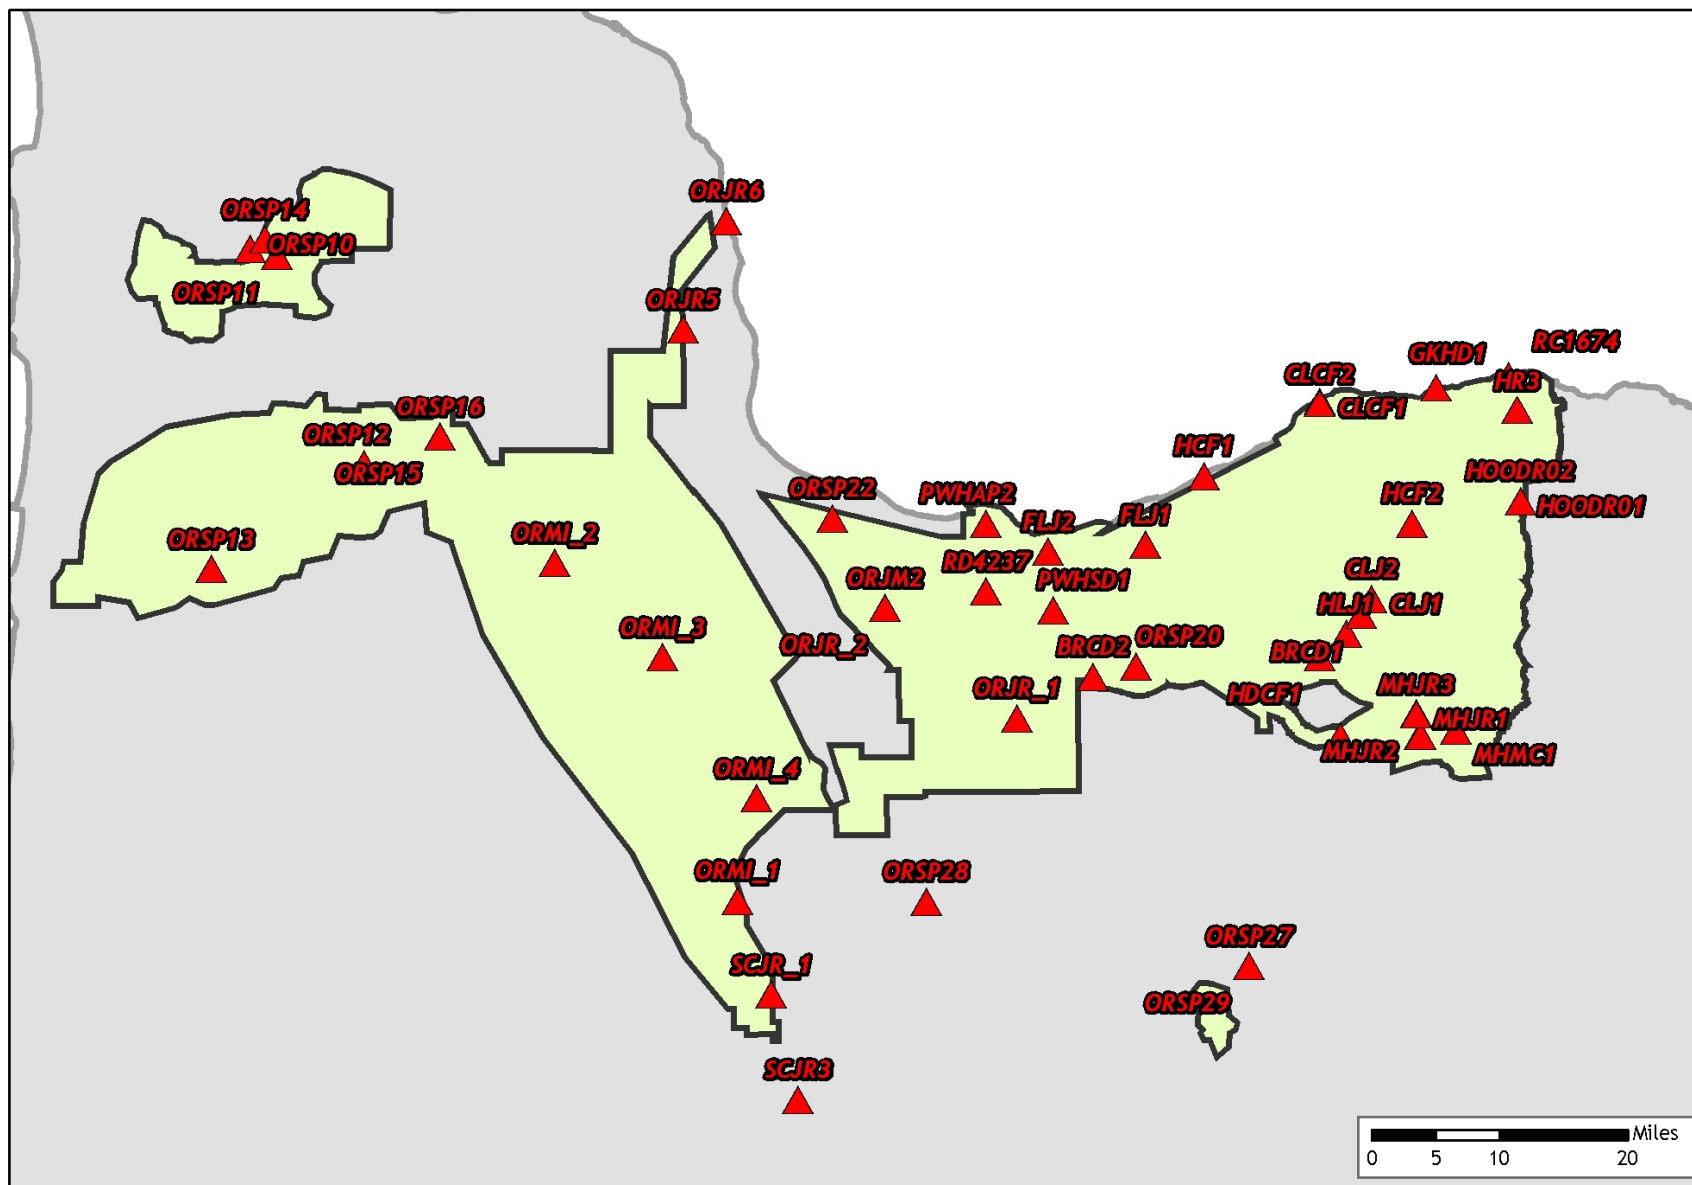 ORJR6
ORSP14
ORSP10
ORSP11
ORJR5
RC1674
GKHD1
CLCF2
HR3
CLCF1
ORSP16
ORSP12
ORSP15
HCF1
HOODR02
ORSP22
PWHAP2
HCF2
HOODR01
FLJ1
FLJ2
ORSP13
ORMI_2
RD4237
CLJ2
ORJM2
PWHSD1
HLJ1
CLJ1
ORMI_3
ORJR_2
BRCD2
ORSP20
BRCD1
ORJR_1
HDCF1
MHJR3
MHJR1
MHJR2
MHMC1
ORMI_4
ORMI_1
ORSP28
ORSP27
SCJR_1
ORSP29
SCJR3
Miles
0 5 10 20